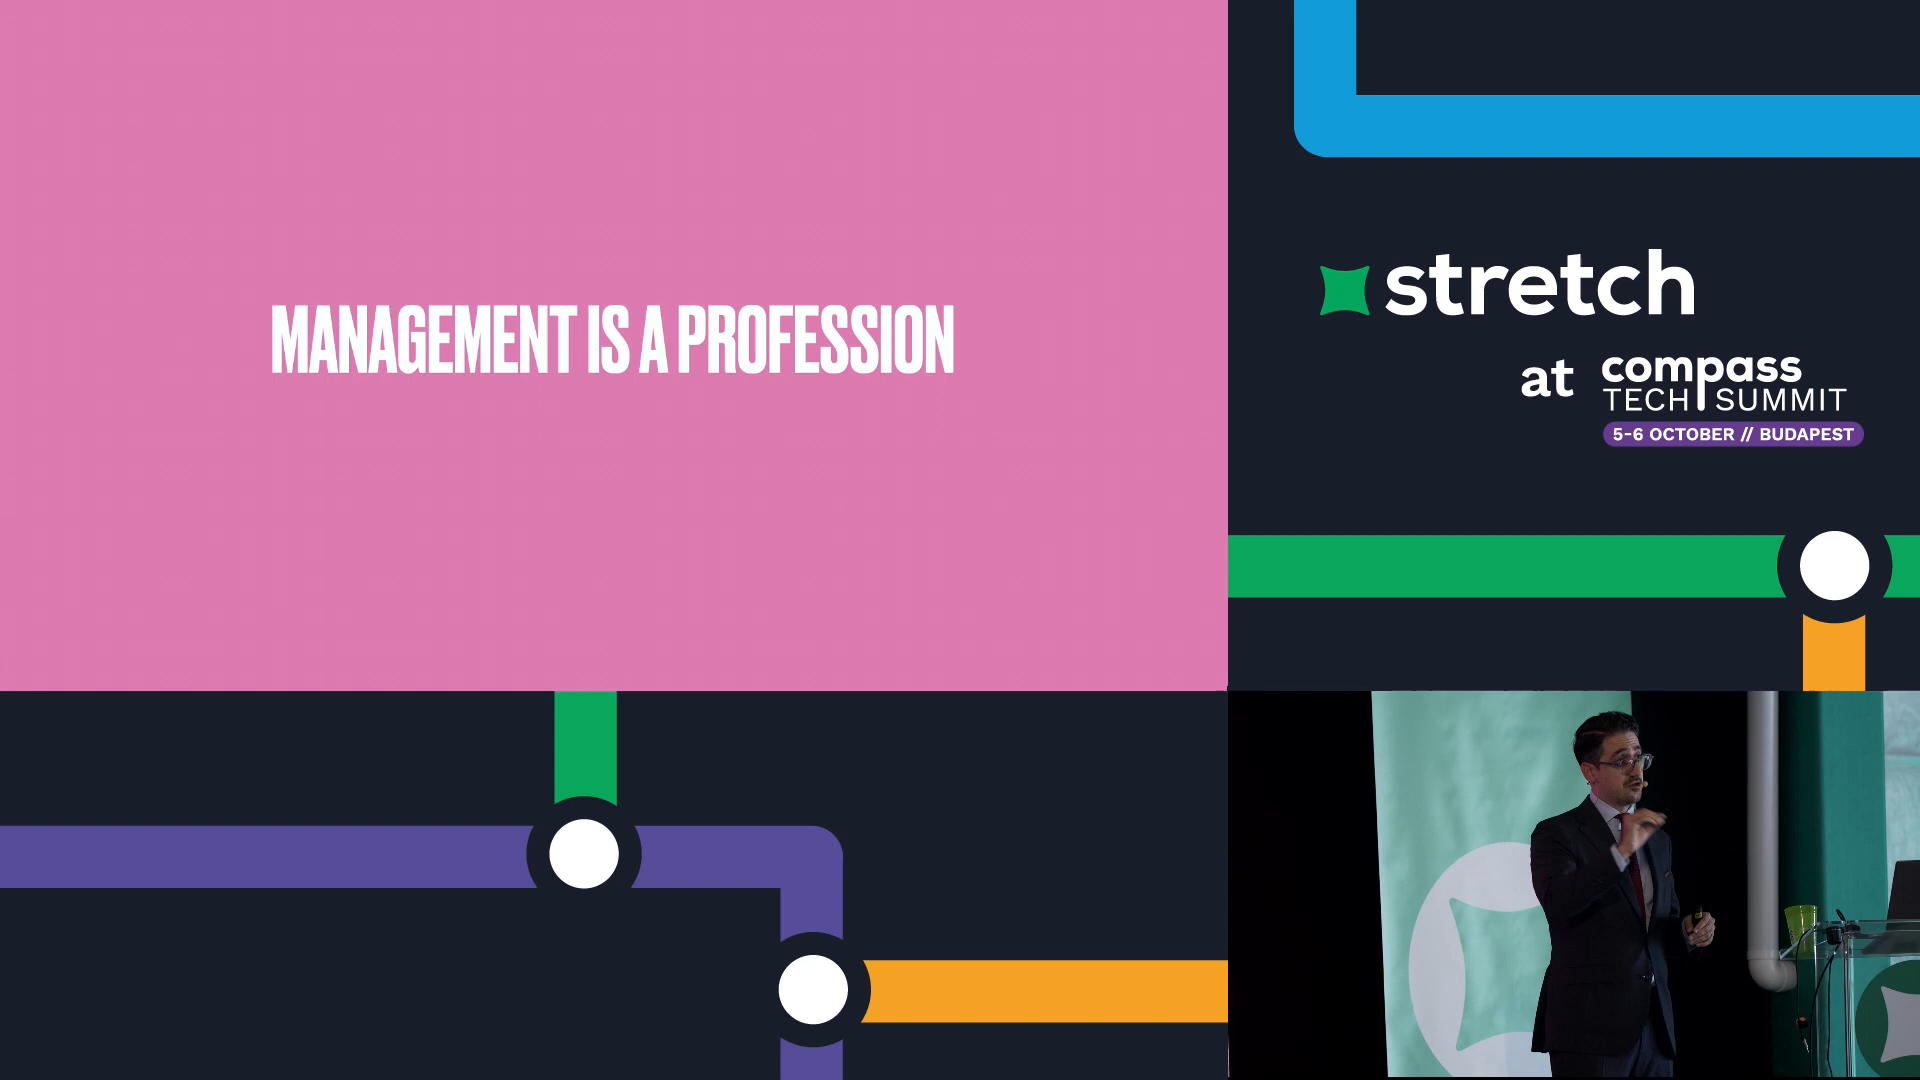 MANAGEMENT IS A PROFESSION
stretch
at compass
TECH SUMMIT
5-6 OCTOBER // BUDAPEST